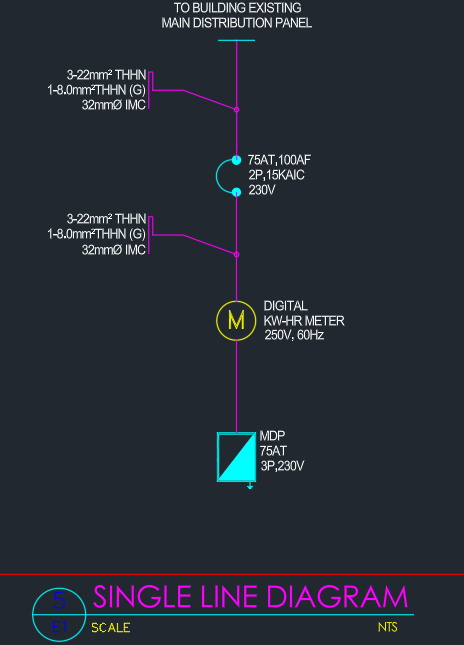 TO BUILDING EXISTING
MAIN DISTRIBUTION PANEL
3-22mm² THHN
1-8.0mm²THHN (G)
32mmØ IMC
75AT,100AF
2P,15KAIC
230V
3-22mm² THHN
1-8.0mm²THHN (G)
32mmØ IMC
M
DIGITAL
KW-HR METER
250V, 60Hz
MDP
75AT
3P,230V
5
E1
SINGLE LINE DIAGRAM
SCALE
NTS